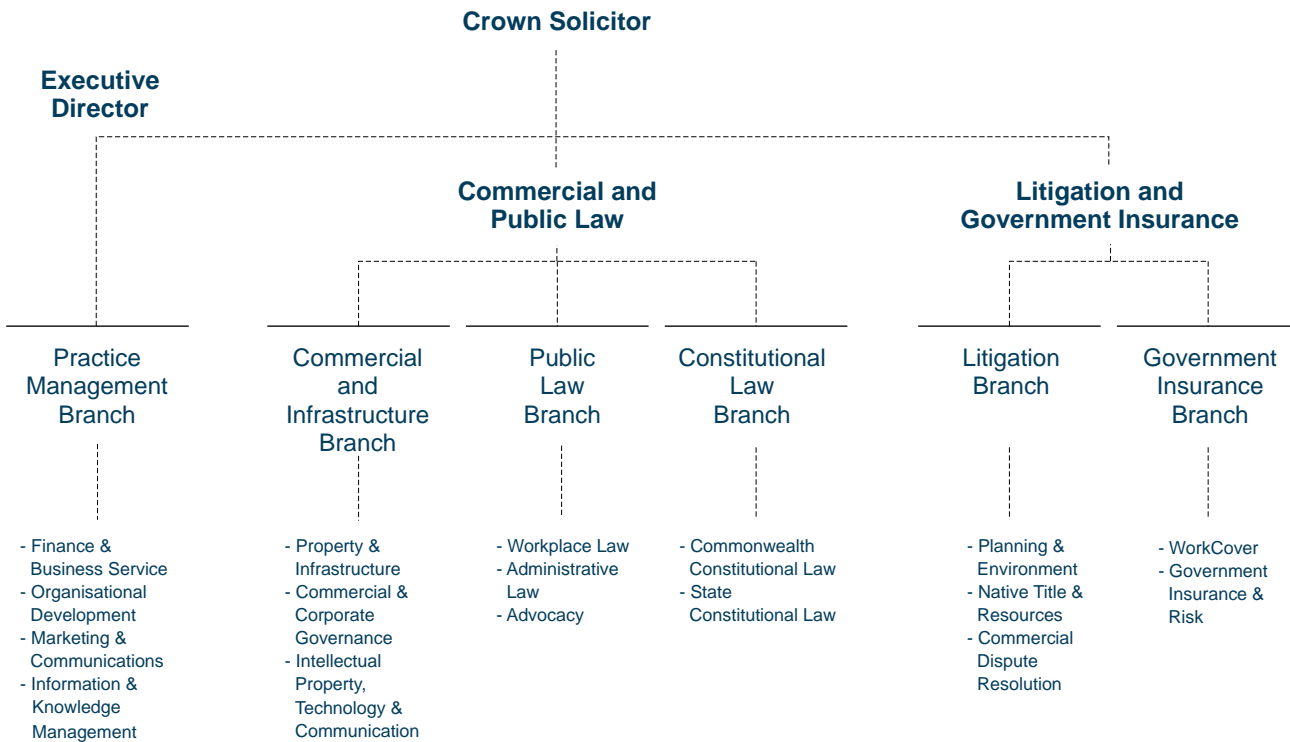 Crown Solicitor
Executive
Director
Commercial and
Public Law
Litigation and
Government Insurance
Practice
Management
Branch
Commercial
and
Infrastructure
Branch
Public
Law
Branch
Constitutional
Law
Branch
Litigation
Branch
Government
Insurance
Branch
- Finance &
Business Service
- Organisational
Development
- Marketing &
Communications
- Information &
Knowledge
Management
- Property &
Infrastructure
- Commercial &
Corporate
Governance
- Intellectual
Property,
Technology &
Communication
- Workplace Law
- Administrative
Law
- Advocacy
- Commonwealth
Constitutional Law
- State
Constitutional Law
- Planning &
Environment
- Native Title &
Resources
- Commercial
Dispute
Resolution
- WorkCover
- Government
Insurance &
Risk